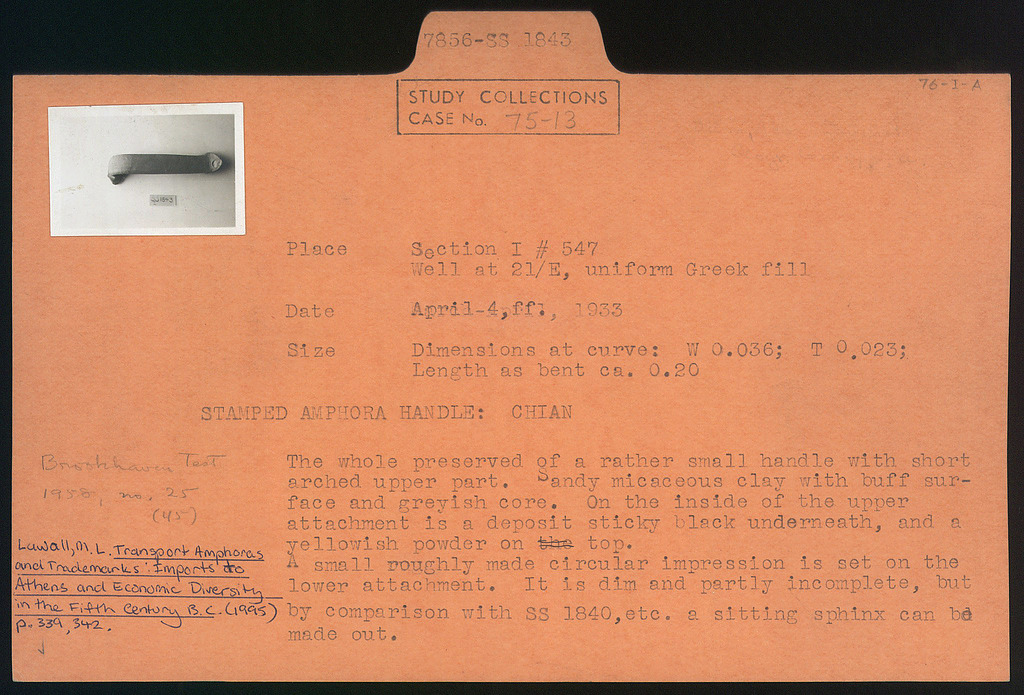 7856-SS 1843
76-I-A
STUDY COLLECTIONS
CASE No. 75-13
SS1843
Place Section I # 547
Well at 21/E, uniform Greek fill
Date April-4,ff., 1933
Size Dimensions at curve: W 0.036; T 0.023;
Length as bent ca. 0.20
STAMPED AMPHORA HANDLE: CHIAN
The whole preserved of a rather small handle with short
arched upper part. Sandy micaceous clay with buff sur-
face and greyish core. On the inside of the upper
attachment is a deposit sticky black underneath, and a
yellowish powder on the top.
A small roughly made circular impression is set on the
lower attachment. It is dim and partly incomplete, but
by comparison with SS 1840,etc. a sitting sphinx can be
made out.
Brookhaven Test
1958, no. 25
(45)
Lawall, M. L. Transport Amphoras
and Trademarks: Imports to
Athens and Economic Diversity
in the Fifth Century B.C. (1995)
p. 339, 342.